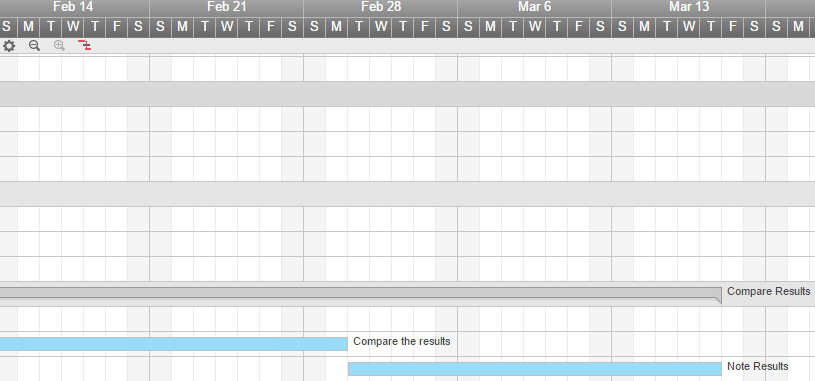 Feb 14 Feb 21 Feb 28 Mar 6 Mar 13
S M T W T F S S M T W T F S S M T W T F S S M T W T F S S M T W T F S S M
Compare Results
Compare the results
Note Results